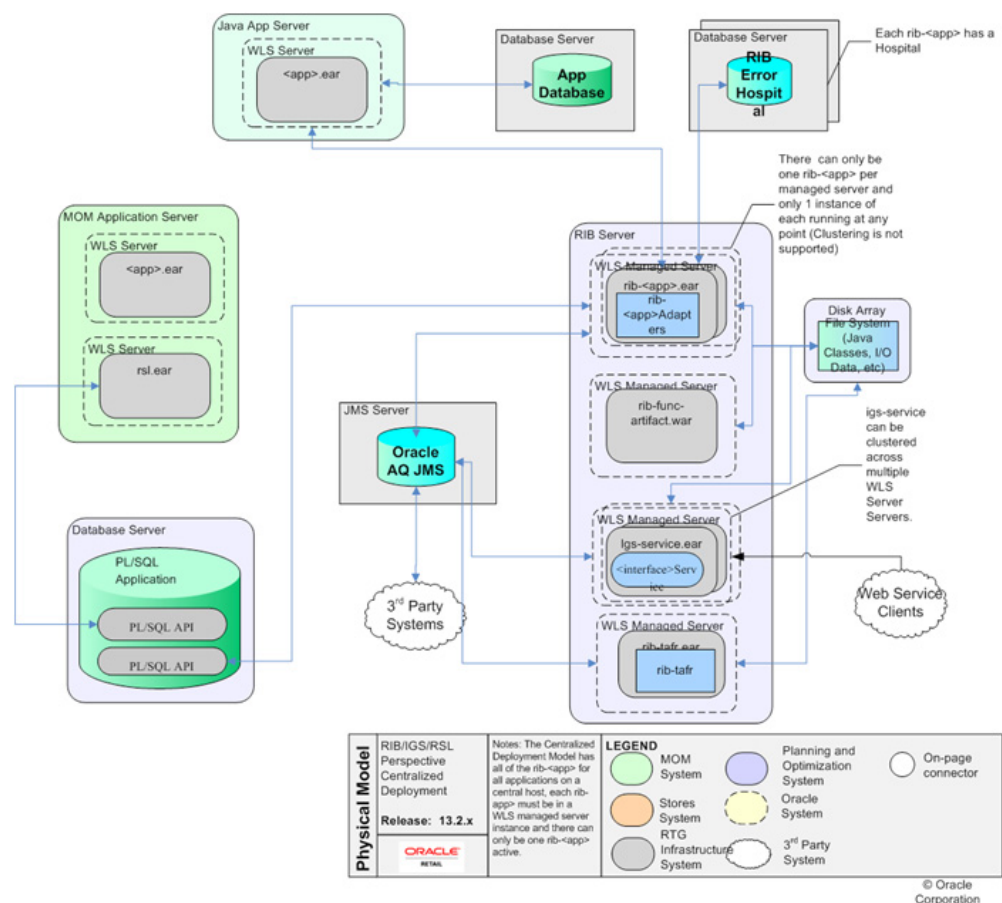 Java App Server
WLS Server
<app>.ear
Database Server
App
Database
Database Server
RIB
Error
Hospit
al
Each rib-<app> has a
Hospital
There can only be
one rib-<app> per
managed server and
only 1 instance of
each running at any
point (Clustering is not
supported)
MOM Application Server
WLS Server
<app>.ear
WLS Server
rsl.ear
RIB Server
WLS Managed Server
rib-<app>.ear
rib-
<app>Adapt
ers
Disk Array
File System
(Java
Classes, I/O
Data, etc)
WLS Managed Server
rib-func-
artifact.war
JMS Server
Oracle
AQ JMS
igs-service
can be
clustered
across
multiple
WLS
Server
Servers.
WLS Managed Server
Igs-service.ear
<interface>Serv
ice
Database Server
PL/SQL
Application
PL/SQL API
PL/SQL API
3rd Party
Systems
Web Service
Clients
WLS Managed Server
rib-tafr.ear
rib-tafr
Physical Model
RIB/IGS/RSL
Perspective
Centralized
Deployment
Release: 13.2.x
ORACLE
RETAIL
Notes: The Centralized
Deployment Model has
all of the rib-<app> for
all applications on a
central host, each rib-
app> must be in a
WLS managed server
instance and there can
only be one rib-<app>
active.
LEGEND
MOM
System
Stores
System
RTG
Infrastructure
System
Planning and
Optimization
System
Oracle
System
3rd Party
System
On-page
connector
© Oracle
Corporation